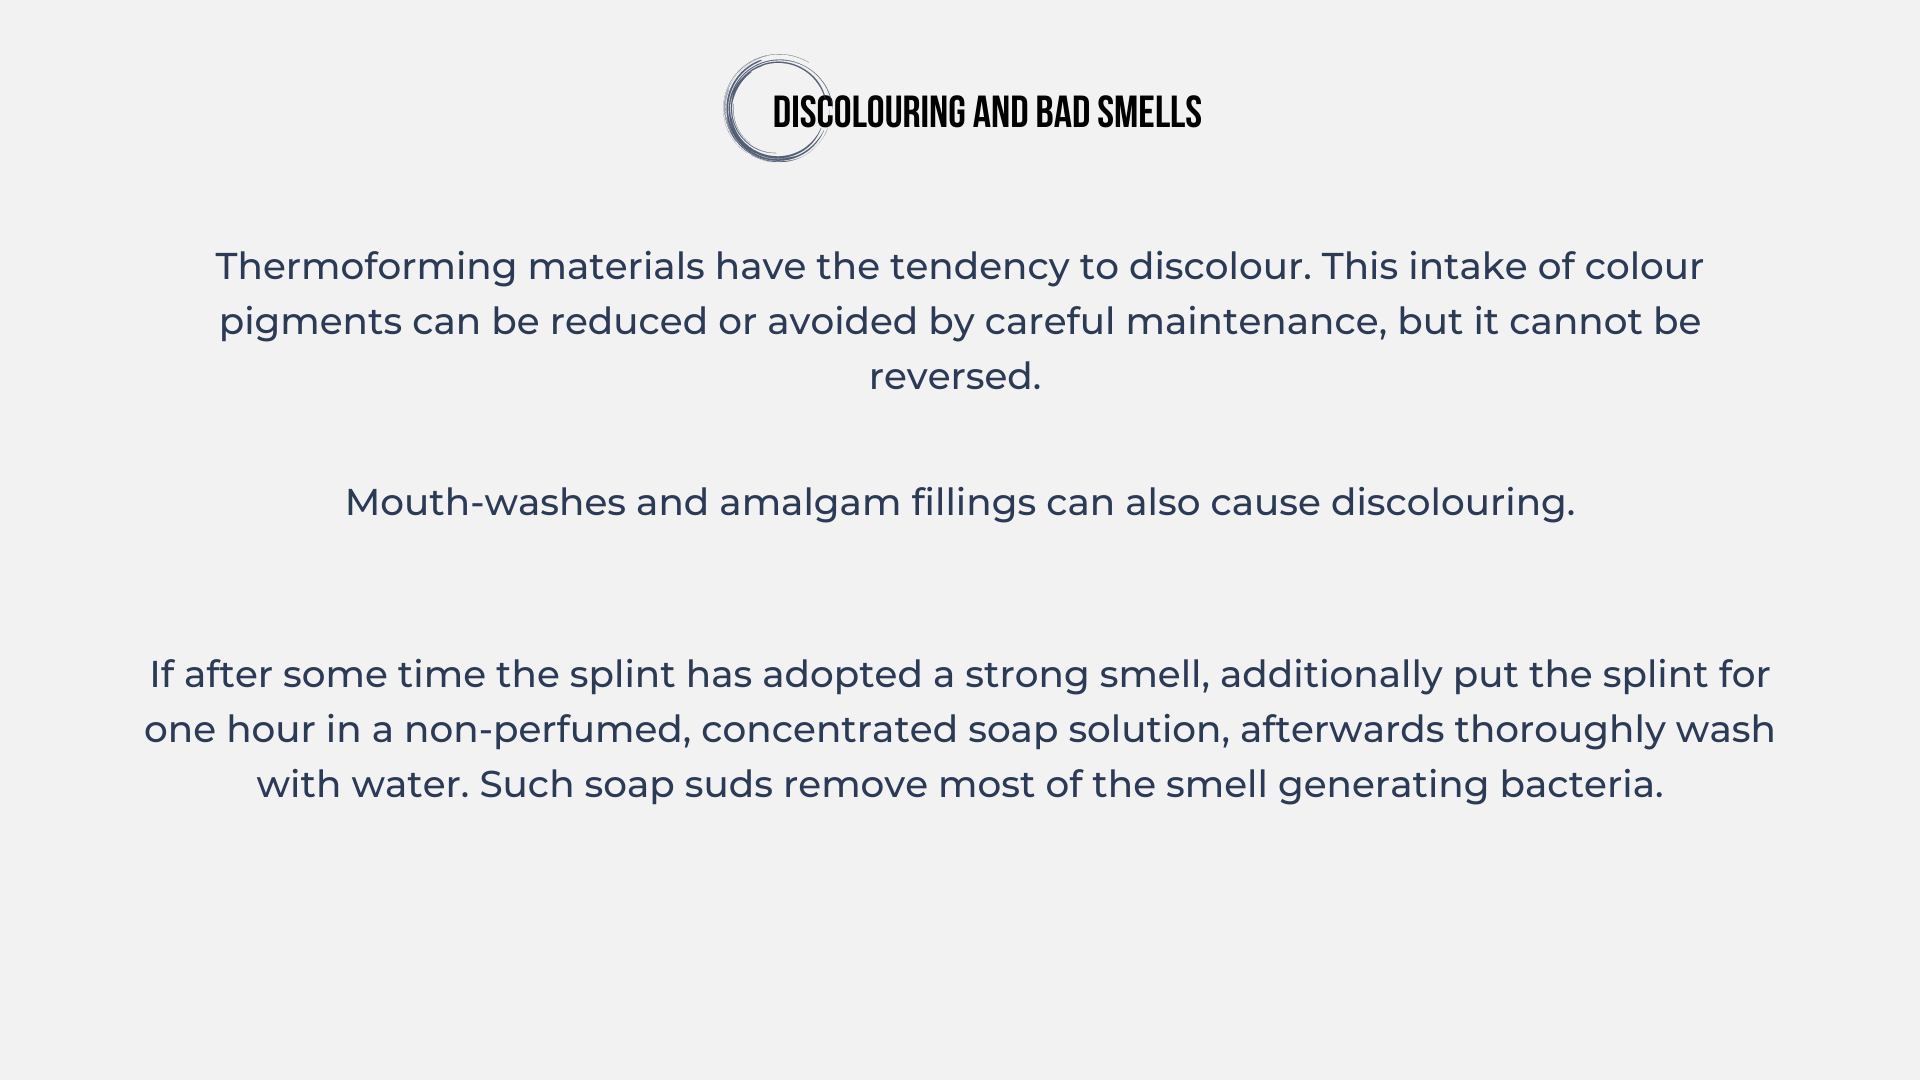 DISCOLOURING AND BAD SMELLS
Thermoforming materials have the tendency to discolour. This intake of colour
pigments can be reduced or avoided by careful maintenance, but it cannot be
reversed.
Mouth-washes and amalgam fillings can also cause discolouring.
If after some time the splint has adopted a strong smell, additionally put the splint for
one hour in a non-perfumed, concentrated soap solution, afterwards thoroughly wash
with water. Such soap suds remove most of the smell generating bacteria.